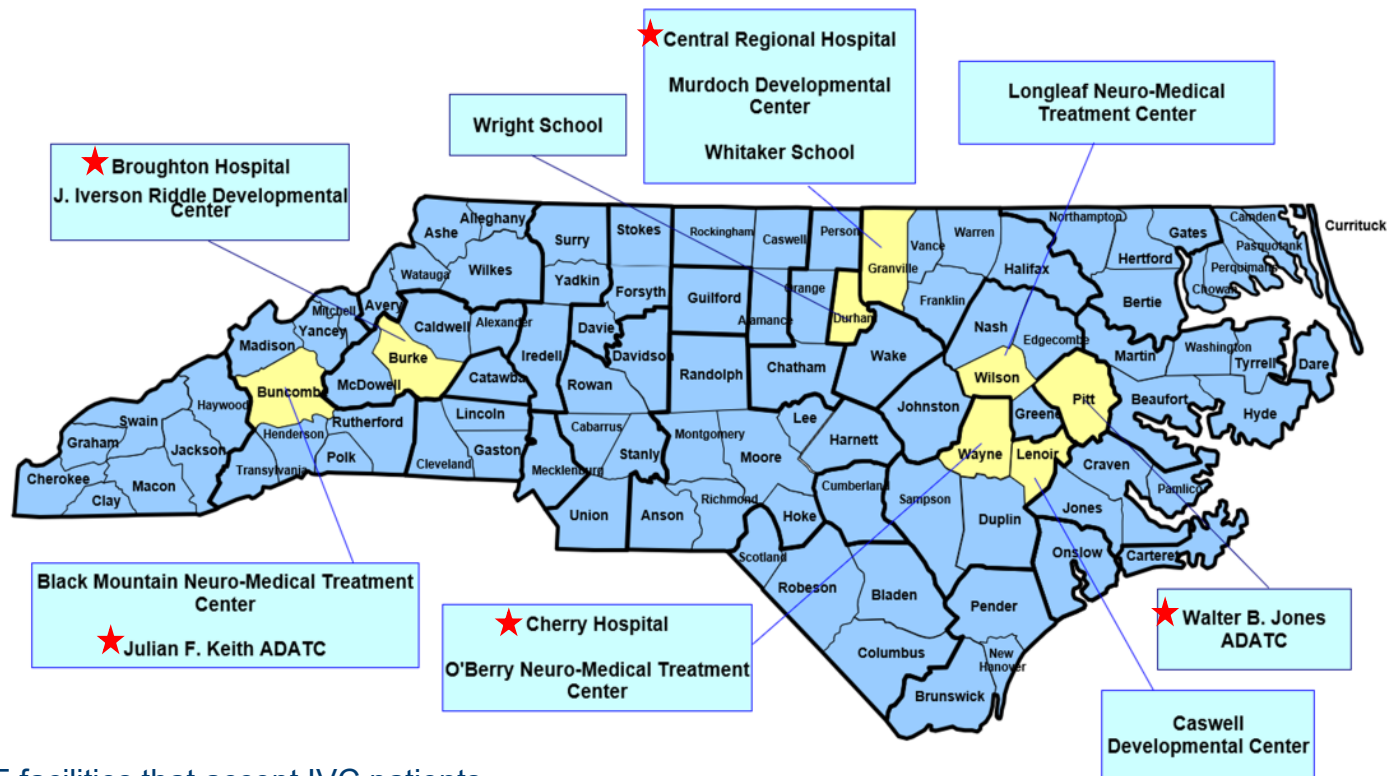 Central Regional Hospital
Murdoch Developmental
Center
Whitaker School
Longleaf Neuro-Medical
Treatment Center
Wright School
Broughton Hospital
J. Iverson Riddle Developmental
Center
Alleghany
Ashe
Surry
Stokes
Rockingham
Caswell
Person
Vance
Warren
Northampton
Gates
Camden
Currituck
Pasquotank
Perquimans
Chowan
Hertford
Halifax
Granville
Watauga
Wilkes
Yadkin
Forsyth
Guilford
Orange
Alamance
Durham
Franklin
Bertie
Mitchell
Avery
Yancey
Caldwell
Alexander
Davie
Nash
Edgecombe
Madison
Burke
Iredell
Davidson
Wake
Martin
Washington
Tyrrell
Dare
Buncomb
McDowell
Catawba
Rowan
Randolph
Chatham
Wilson
Pitt
Beaufort
Hyde
Haywood
Swain
Rutherford
Lincoln
Cabarrus
Lee
Johnston
Greene
Graham
Jackson
Henderson
Polk
Transylvania
Cleveland
Gaston
Mecklenburg
Stanly
Montgomery
Moore
Harnett
Wayne
Lenoir
Craven
Pamlico
Cherokee
Clay
Macon
Union
Anson
Richmond
Hoke
Cumberland
Sampson
Duplin
Jones
Onslow
Carteret
Scotland
Robeson
Bladen
Pender
Columbus
New
Hanover
Brunswick
Black Mountain Neuro-Medical Treatment
Center
Julian F. Keith ADATC
Cherry Hospital
O'Berry Neuro-Medical Treatment
Center
Walter B. Jones
ADATC
Caswell
Developmental Center
facilities that accept IVC patients